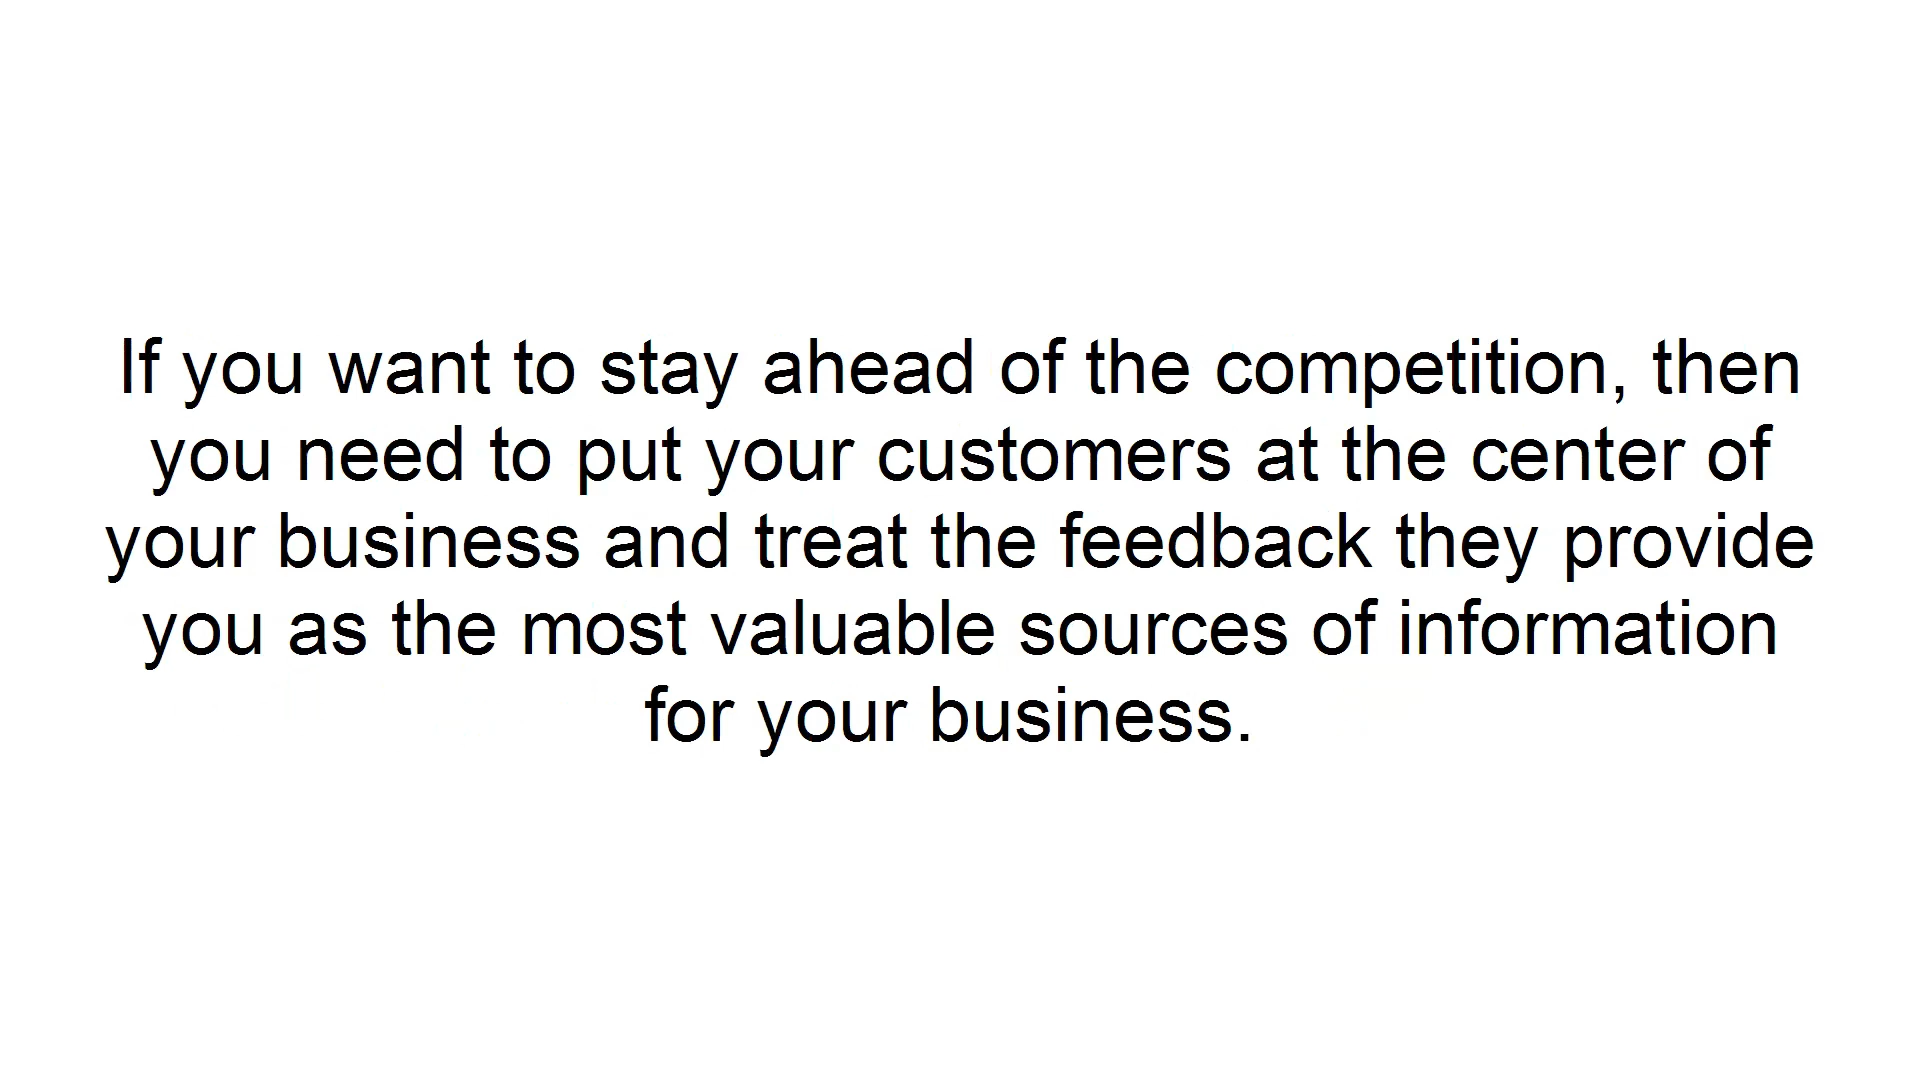 If you want to stay ahead of the competition, then
you need to put your customers at the center of
your business and treat the feedback they provide
you as the most valuable sources of information
for your business.